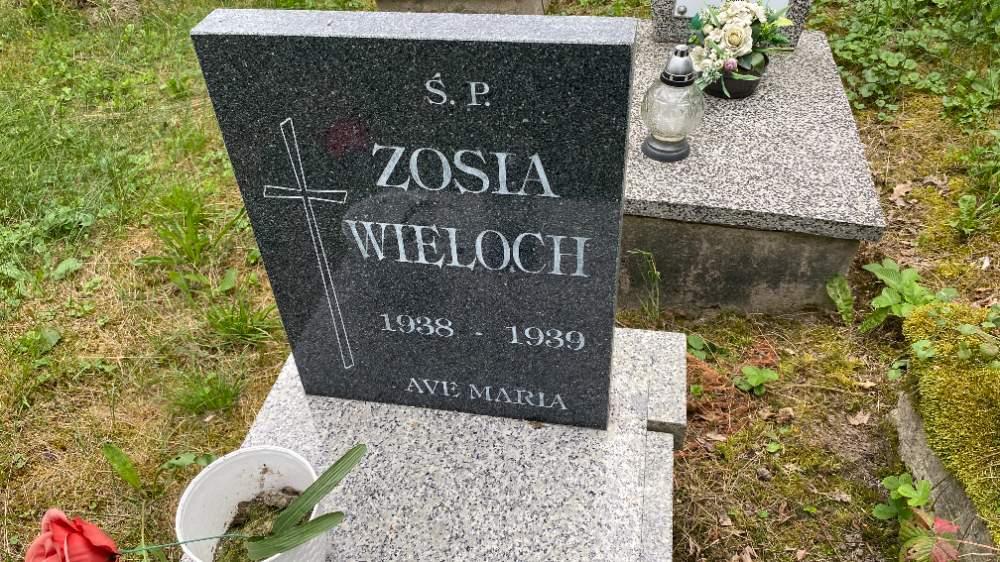 Ś. P.
ZOSIA
WIELOCH
1938 - 1939
AVE MARIA